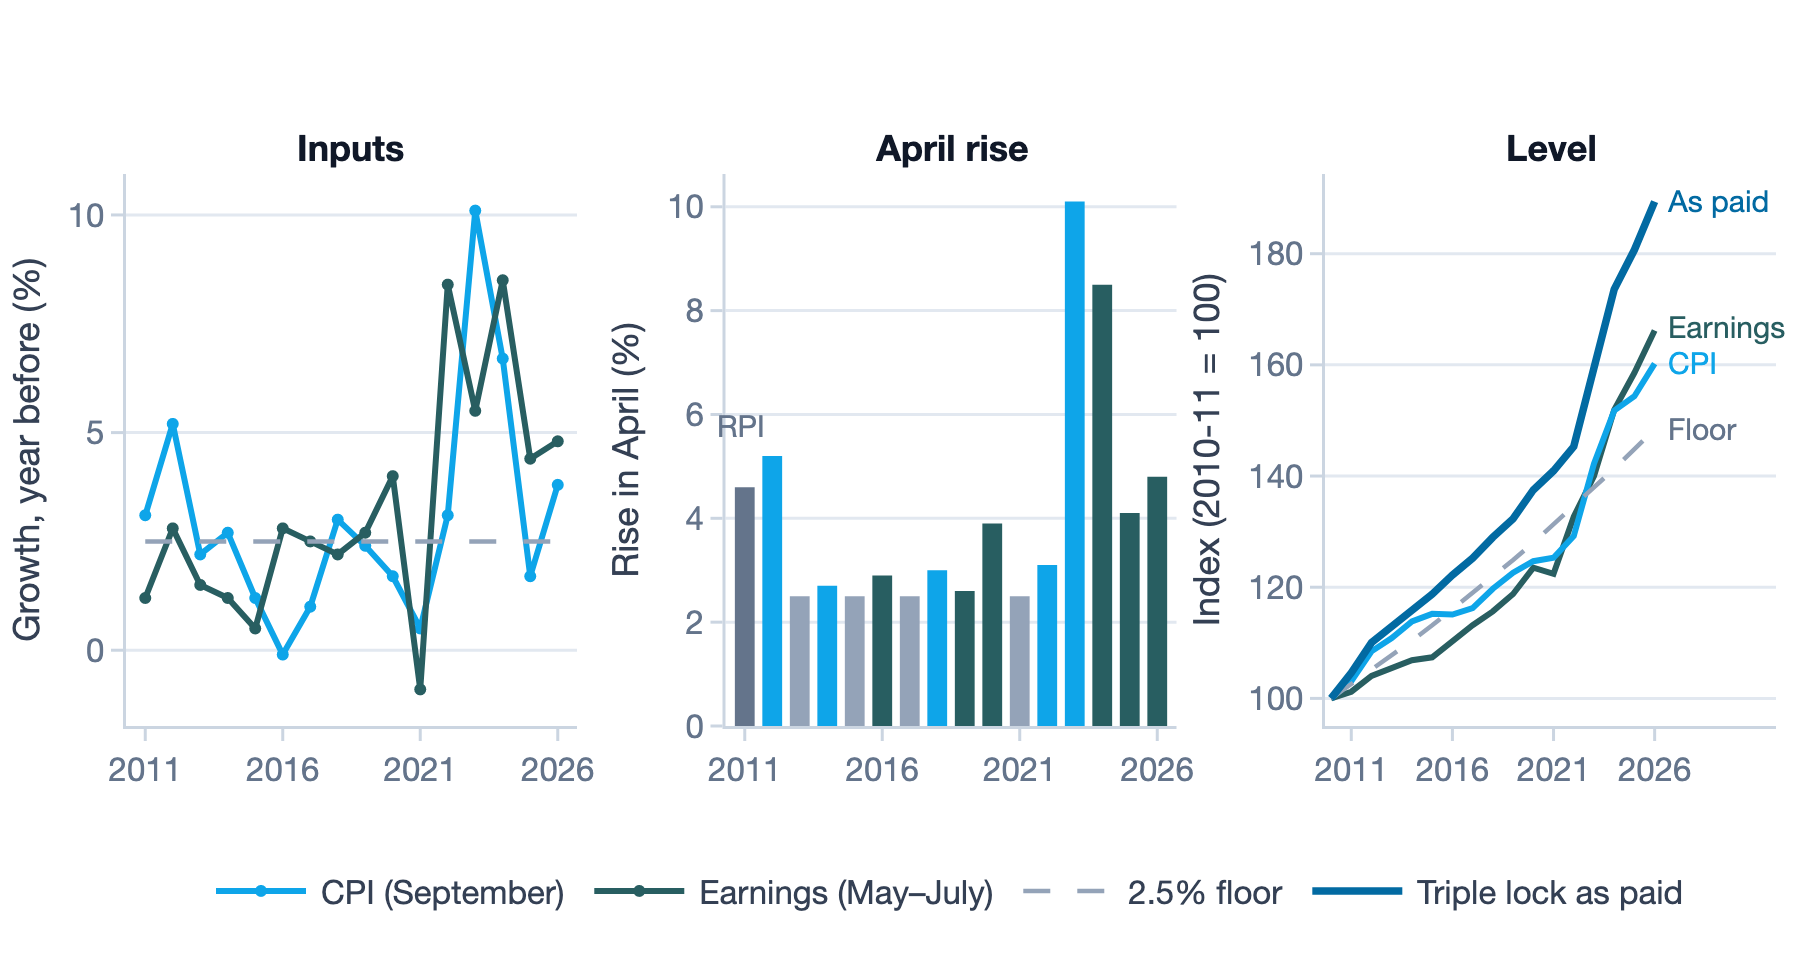 Inputs
Growth, year before (%)
10
5
0
2011 2016 2021 2026
April rise
Rise in April (%)
10
8
6
4
2
0
RPI
2011 2016 2021 2026
Level
Index (2010-11 = 100)
180
160
140
120
100
As paid
Earnings
CPI
Floor
2011 2016 2021 2026
CPI (September) Earnings (May–July) 2.5% floor Triple lock as paid